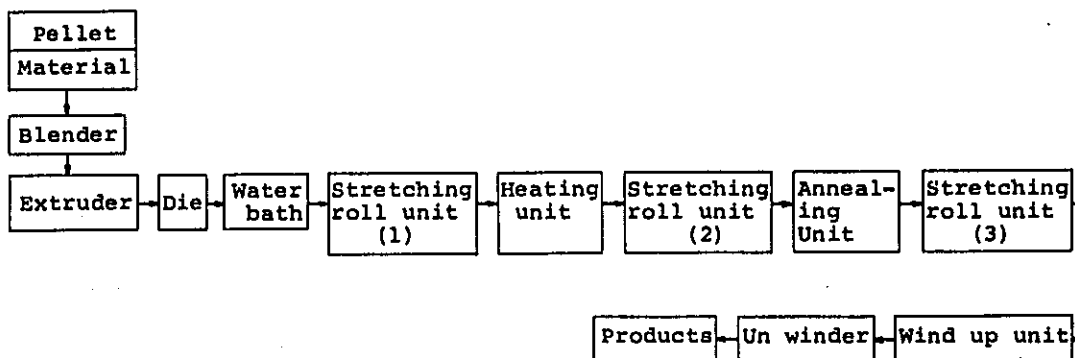 Pellet
Material
Blender
Extruder
Die
Water
bath
Stretching
roll unit
(1)
Heating
unit
Stretching
roll unit
(2)
Anneal-
ing
Unit
Stretching
roll unit
(3)
Products
Un winder
Wind up unit